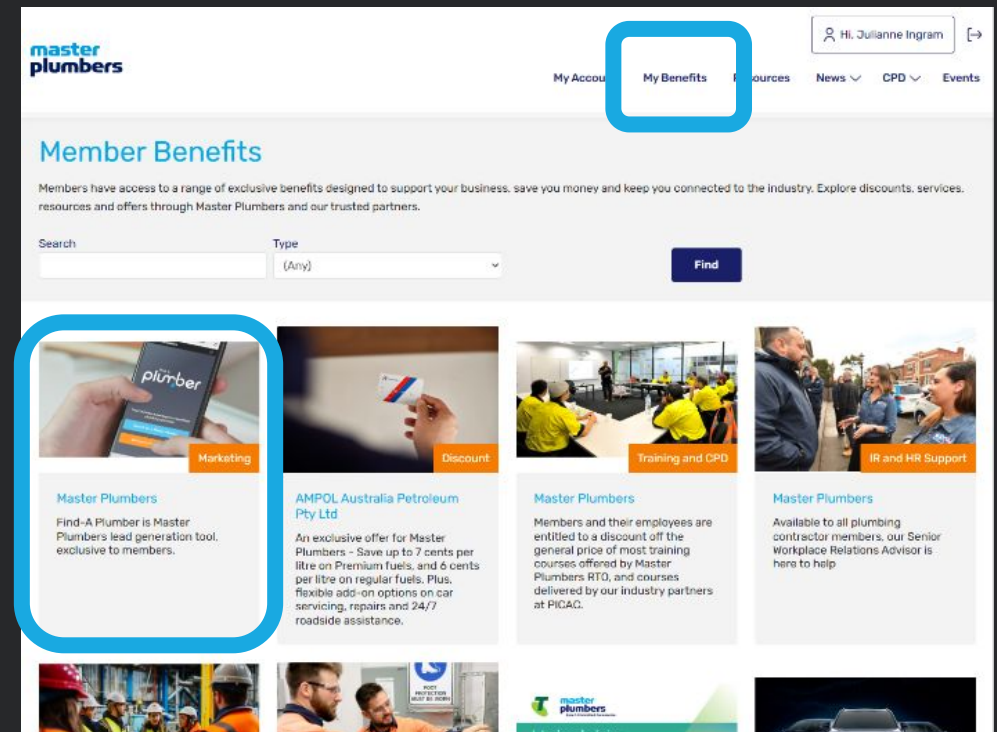 master
plumbers
Hi, Julianne Ingram
My Accou
My Benefits
sources
News
CPD
Events
Member Benefits
Members have access to a range of exclusive benefits designed to support your business, save you money and keep you connected to the industry. Explore discounts, services,
resources and offers through Master Plumbers and our trusted partners.
Search
Type
(Any)
Find
plumber
Marketing
Discount
Training and CPD
IR and HR Support
Master Plumbers
Find-A Plumber is Master
Plumbers lead generation tool,
exclusive to members.
AMPOL Australia Petroleum
Pty Ltd
An exclusive offer for Master
Plumbers - Save up to 7 cents per
litre on Premium fuels, and 6 cents
per litre on regular fuels. Plus,
flexible add-on options on car
servicing, repairs and 24/7
roadside assistance.
Master Plumbers
Members and their employees are
entitled to a discount off the
general price of most training
courses offered by Master
Plumbers RTO, and courses
delivered by our industry partners
at PICAC.
Master Plumbers
Available to all plumbing
contractor members, our Senior
Workplace Relations Advisor is
here to help
FOOT
PROTECTION
MUST BE WORN
master
plumbers